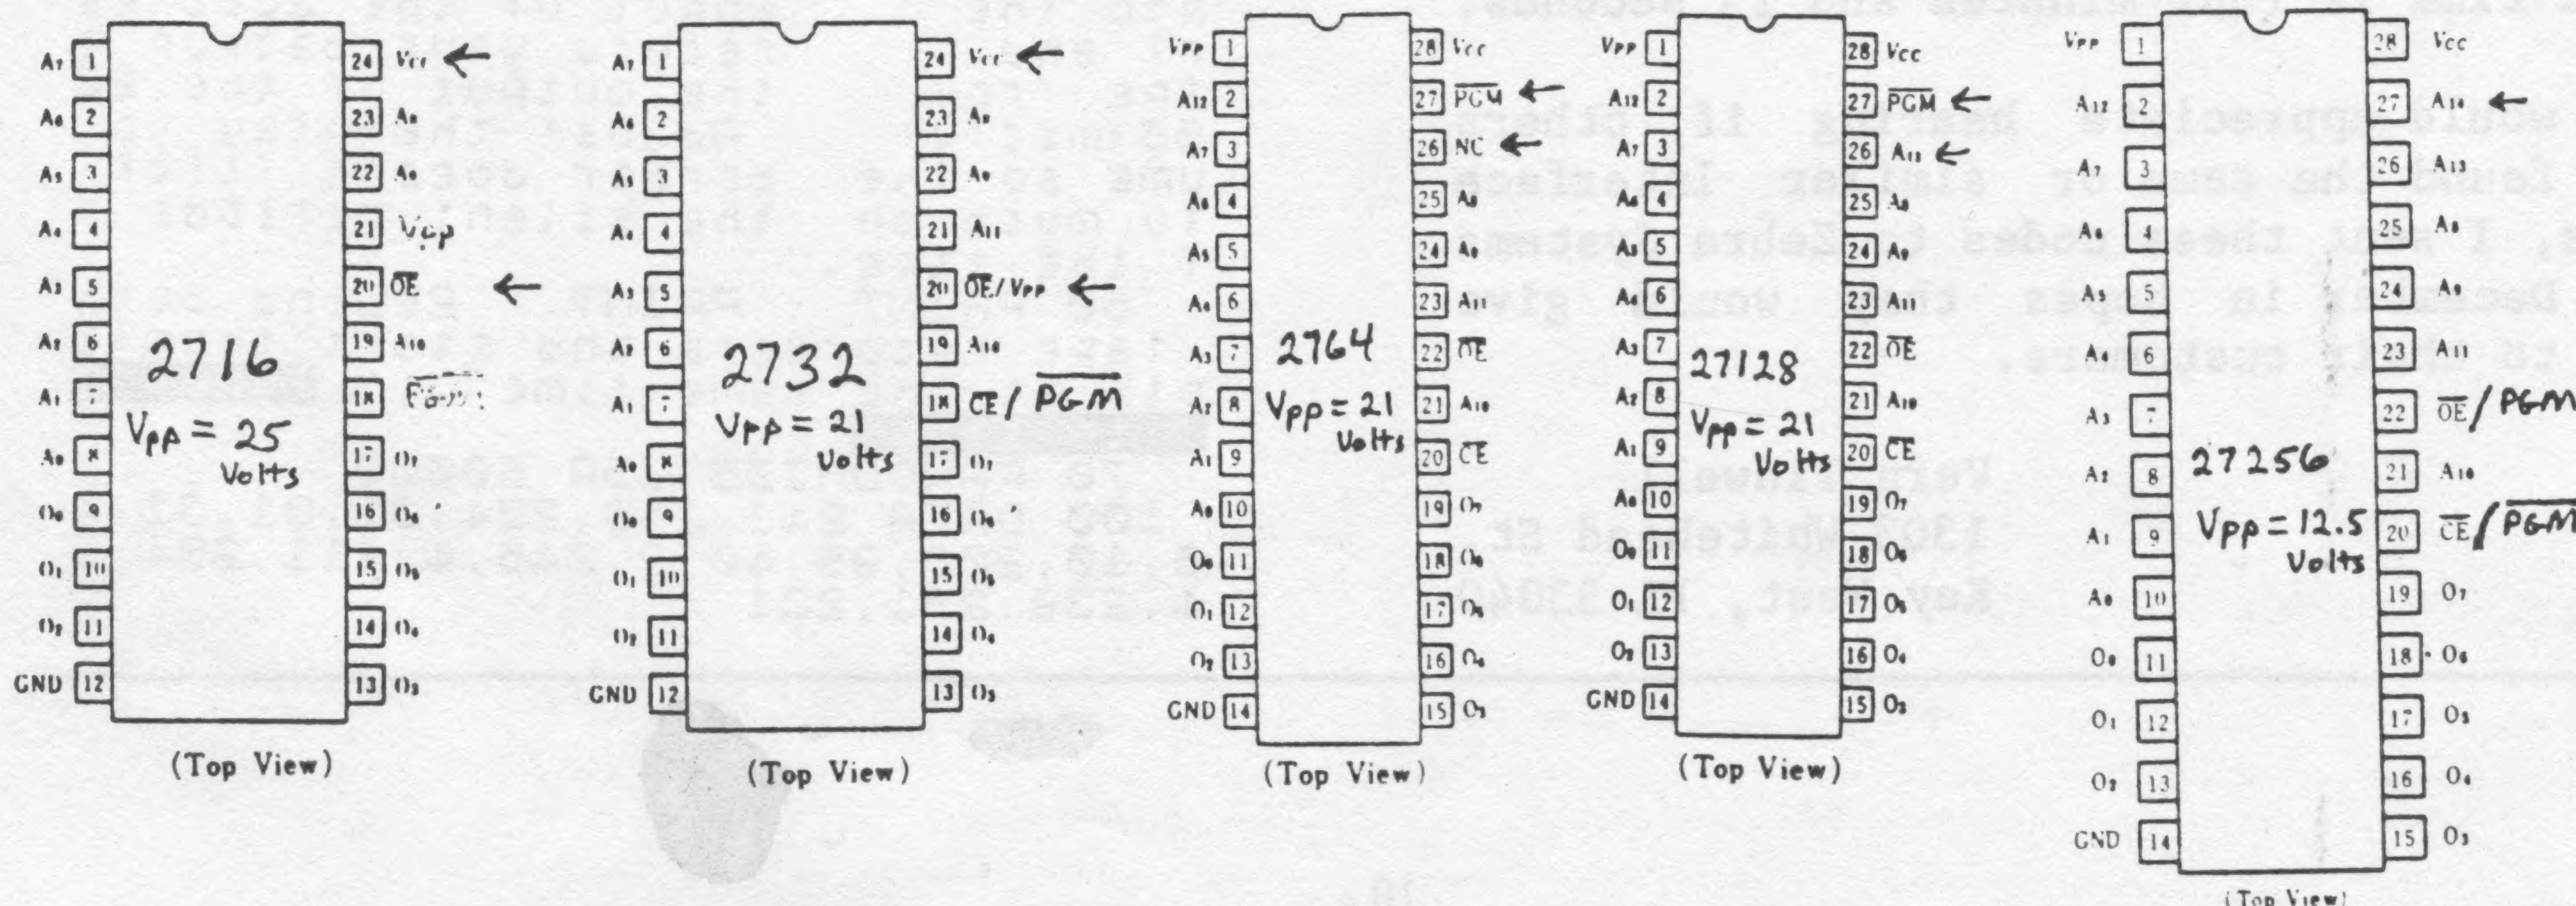 A7 1
A6 2
A5 3
A4 4
A3 5
A2 6
A1 7
A0 8
O0 9
O1 10
O2 11
GND 12
24 Vcc ←
23 A8
22 A9
21 Vpp
20 OE ←
19 A10
18
17 O7
16 O6
15 O5
14 O4
13 O3
2716
Vpp = 25
Volts
(Top View)
A7 1
A6 2
A5 3
A4 4
A3 5
A2 6
A1 7
A0 8
O0 9
O1 10
O2 11
GND 12
24 Vcc ←
23 A8
22 A9
21 A11
20 OE/VPP ←
19 A10
18 CE/PGM
17 O7
16 O6
15 O5
14 O4
13 O3
2732
Vpp = 21
Volts
(Top View)
VPP 1
A12 2
A7 3
A6 4
A5 5
A4 6
A3 7
A2 8
A1 9
A0 10
O0 11
O1 12
O2 13
GND 14
28 Vcc
27 PGM ←
26 NC ←
25 A8
24 A9
23 A11
22 OE
21 A10
20 CE
19 O7
18 O6
17 O5
16 O4
15 O3
2764
Vpp = 21
Volts
(Top View)
VPP 1
A12 2
A7 3
A6 4
A5 5
A4 6
A3 7
A2 8
A1 9
A0 10
O0 11
O1 12
O2 13
GND 14
28 Vcc
27 PGM ←
26 A13 ←
25 A8
24 A9
23 A11
22 OE
21 A10
20 CE
19 O7
18 O6
17 O5
16 O4
15 O3
27128
Vpp = 21
Volts
(Top View)
VPP 1
A12 2
A7 3
A6 4
A5 5
A4 6
A3 7
A2 8
A1 9
A0 10
O0 11
O1 12
O2 13
GND 14
28 Vcc
27 A14 ←
26 A13
25 A8
24 A9
23 A11
22 OE/PGM
21 A10
20 CE/PGM
19 O7
18 O6
17 O5
16 O4
15 O3
27256
Vpp = 12.5
Volts
(Top View)